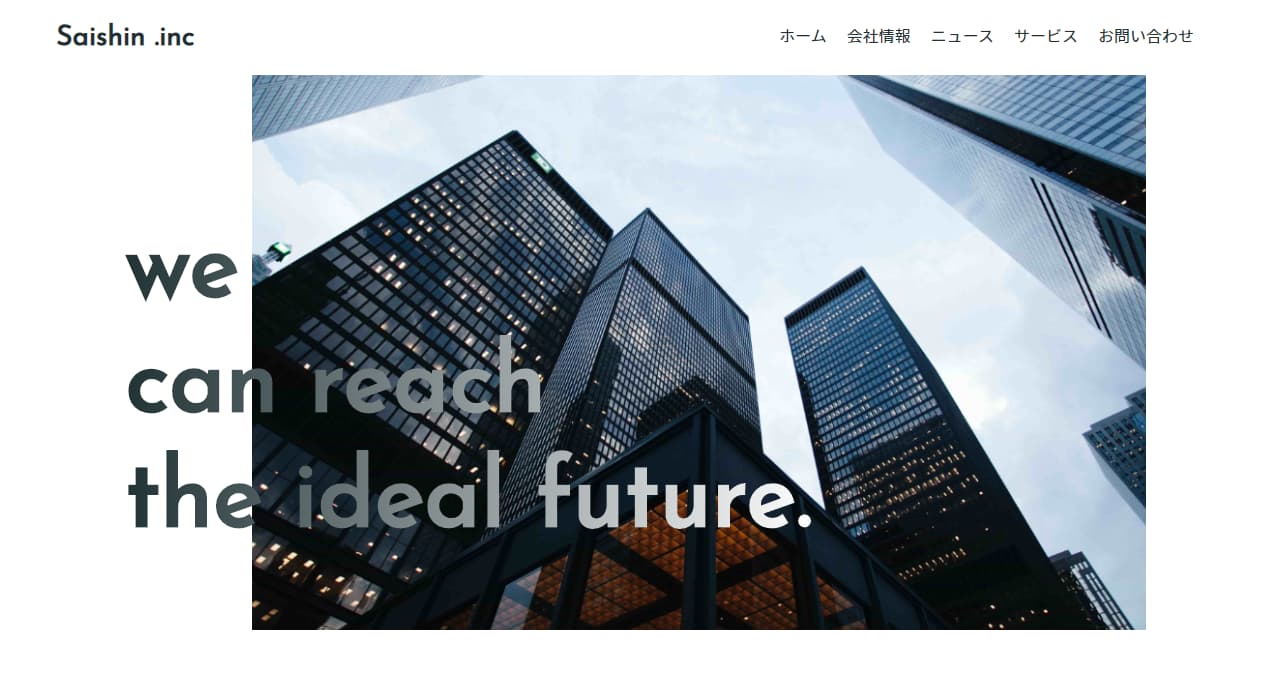 Saishin .inc
ホーム 会社情報 ニュース サービス お問い合わせ
we
can reach
the ideal future.